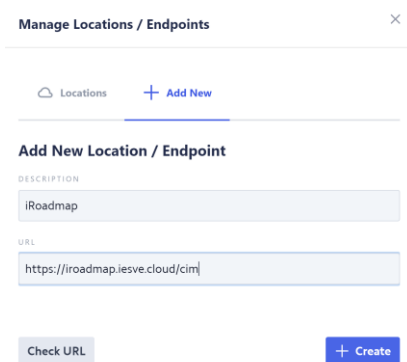 Manage Locations / Endpoints
Locations
Add New
Add New Location / Endpoint
DESCRIPTION
iRoadmap
URL
https://iroadmap.iesve.cloud/cim
Check URL
Create